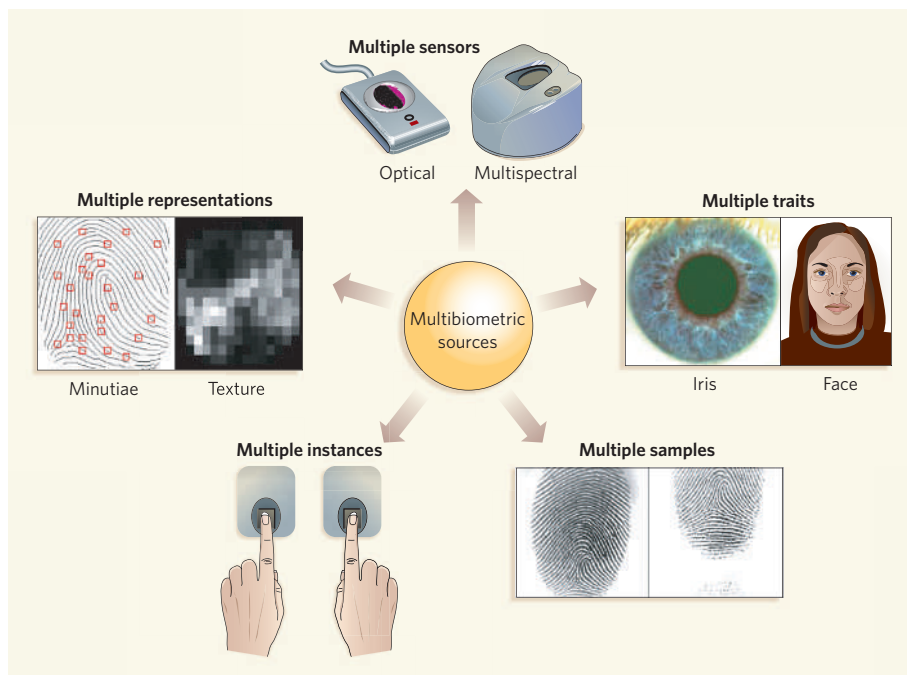 Multiple sensors
Optical
Multispectral
Multiple representations
Minutiae
Texture
Multiple traits
Iris
Face
Multibiometric
sources
Multiple instances
Multiple samples